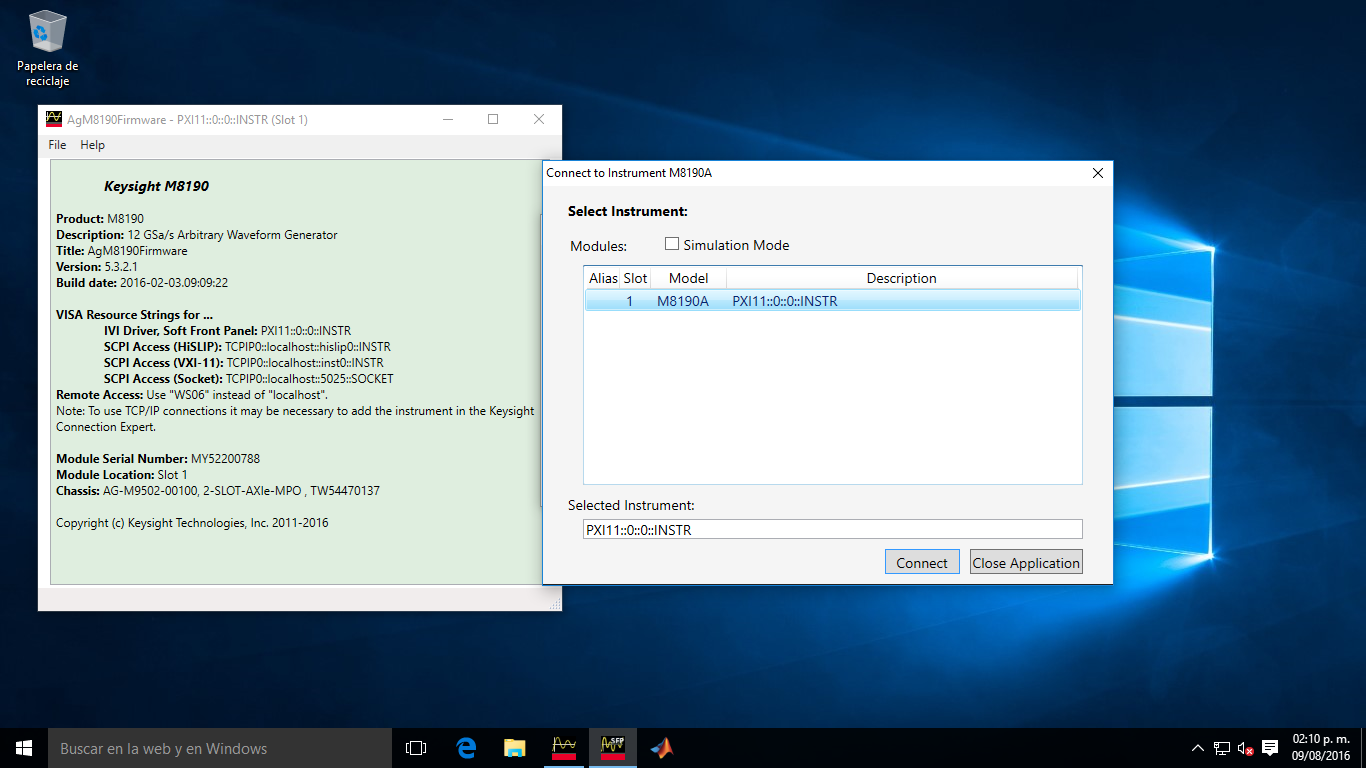 Papelera de
reciclaje
AgM8190Firmware - PXI11::0::0::INSTR (Slot 1)
File Help
Keysight M8190
Product: M8190
Description: 12 GSa/s Arbitrary Waveform Generator
Title: AgM8190Firmware
Version: 5.3.2.1
Build date: 2016-02-03.09:09:22
VISA Resource Strings for ...
IVI Driver, Soft Front Panel: PXI11::0::0::INSTR
SCPI Access (HiSLIP): TCPIP0::localhost::hislip0::INSTR
SCPI Access (VXI-11): TCPIP0::localhost::inst0::INSTR
SCPI Access (Socket): TCPIP0::localhost::5025::SOCKET
Remote Access: Use "WS06" instead of "localhost".
Note: To use TCP/IP connections it may be necessary to add the instrument in the Keysight
Connection Expert.
Module Serial Number: MY52200788
Module Location: Slot 1
Chassis: AG-M9502-00100, 2-SLOT-AXIe-MPO , TW54470137
Copyright (c) Keysight Technologies, Inc. 2011-2016
Connect to Instrument M8190A
Select Instrument:
Modules: Simulation Mode
Alias Slot Model Description
1 M8190A PXI11::0::0::INSTR
Selected Instrument:
PXI11::0::0::INSTR
Connect Close Application
Buscar en la web y en Windows
SFP
02:10 p. m.
09/08/2016